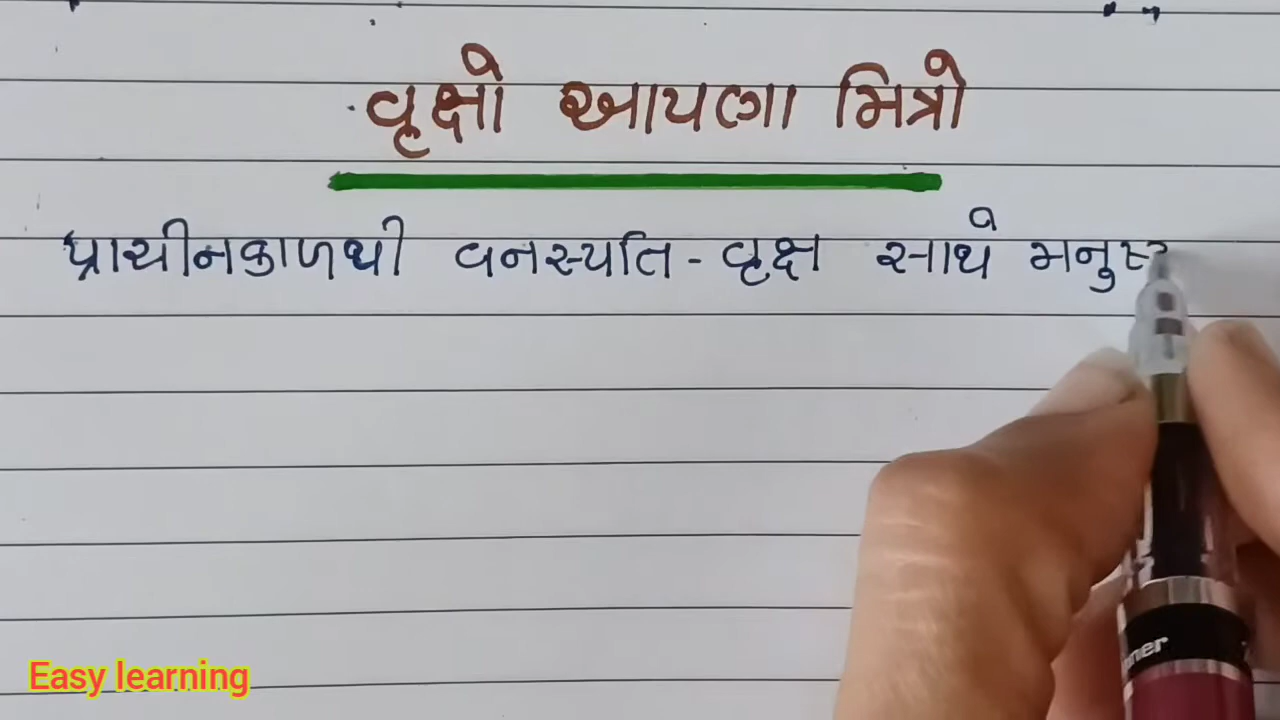 વૃક્ષો આપણા મિત્રો
પ્રાચીનકાળથી વનસ્પતિ - વૃક્ષ સાથે
Easy learning